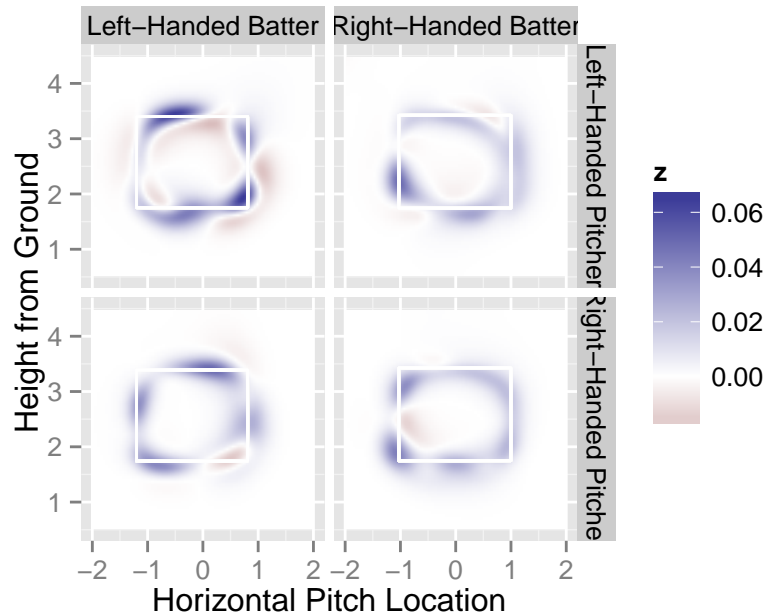 Left−Handed Batter
Right−Handed Batter
Left−Handed Pitcher
Right−Handed Pitche
4
3
2
1
4
3
2
1
Height from Ground
−2 −1 0 1 2
−2 −1 0 1 2
Horizontal Pitch Location
z
0.06
0.04
0.02
0.00